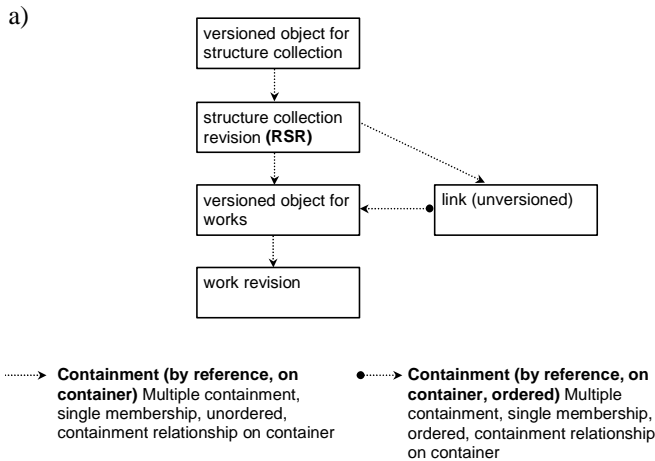 a)
versioned object for
structure collection
structure collection
revision (RSR)
versioned object for
works
link (unversioned)
work revision
Containment (by reference, on
container) Multiple containment,
single membership, unordered,
containment relationship on container
Containment (by reference, on
container, ordered) Multiple
containment, single membership,
ordered, containment relationship
on container